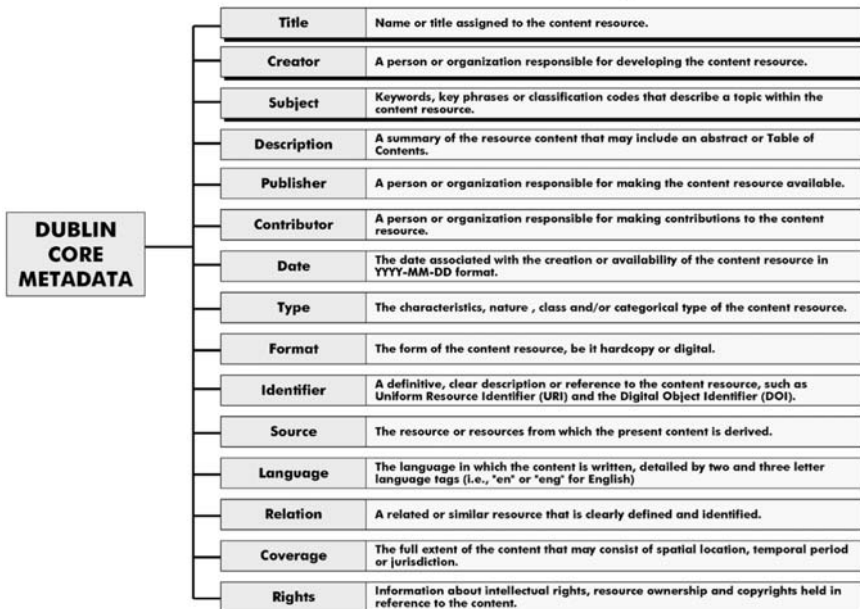 Title
Name or title assigned to the content resource.
Creator
A person or organization responsible for developing the content resource.
Subject
Keywords, key phrases or classification codes that describe a topic within the
content resource.
Description
A summary of the resource content that may include an abstract or Table of
Contents.
Publisher
A person or organization responsible for making the content resource available.
Contributor
A person or organization responsible for making contributions to the content
resource.
DUBLIN
CORE
METADATA
Date
The date associated with the creation or availability of the content resource in
YYYY-MM-DD format.
Type
The characteristics, nature , class and/or categorical type of the content resource.
Format
The form of the content resource, be it hardcopy or digital.
Identifier
A definitive, clear description or reference to the content resource, such as
Uniform Resource Identifier (URI) and the Digital Object Identifier (DOI).
Source
The resource or resources from which the present content is derived.
Language
The language in which the content is written, detailed by two and three letter
language tags (i.e., "en" or "eng" for English)
Relation
A related or similar resource that is clearly defined and identified.
Coverage
The full extent of the content that may consist of spatial location, temporal period
or jurisdiction.
Rights
Information about intellectual rights, resource ownership and copyrights held in
reference to the content.